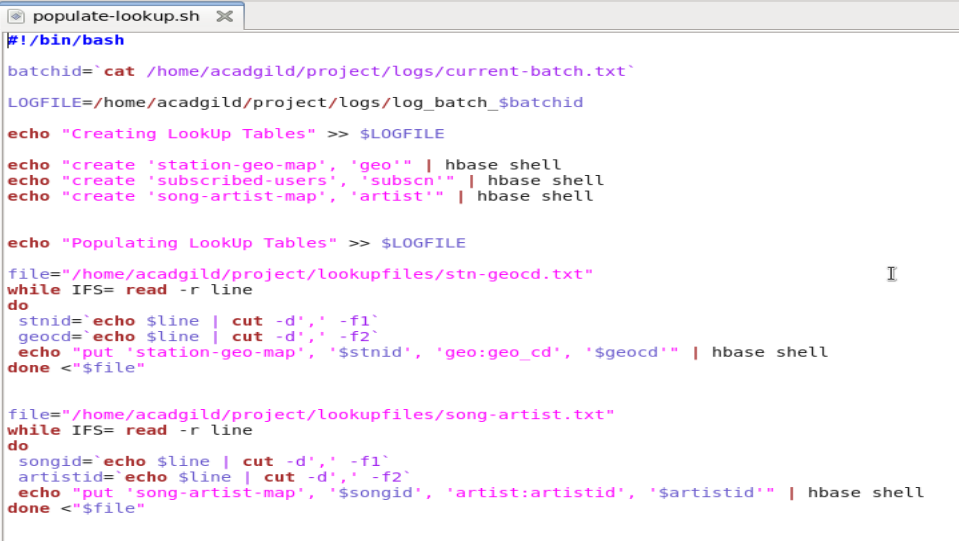 populate-lookup.sh
#!/bin/bash
batchid=`cat /home/acadgild/project/logs/current-batch.txt`
LOGFILE=/home/acadgild/project/logs/log_batch_$batchid
echo "Creating LookUp Tables" >> $LOGFILE
echo "create 'station-geo-map', 'geo'" | hbase shell
echo "create 'subscribed-users', 'subscn'" | hbase shell
echo "create 'song-artist-map', 'artist'" | hbase shell
echo "Populating LookUp Tables" >> $LOGFILE
file="/home/acadgild/project/lookupfiles/stn-geocd.txt"
while IFS= read -r line
do
 stnid=`echo $line | cut -d',' -f1`
 geocd=`echo $line | cut -d',' -f2`
 echo "put 'station-geo-map', '$stnid', 'geo:geo_cd', '$geocd'" | hbase shell
done <"$file"
file="/home/acadgild/project/lookupfiles/song-artist.txt"
while IFS= read -r line
do
 songid=`echo $line | cut -d',' -f1`
 artistid=`echo $line | cut -d',' -f2`
 echo "put 'song-artist-map', '$songid', 'artist:artistid', '$artistid'" | hbase shell
done <"$file"